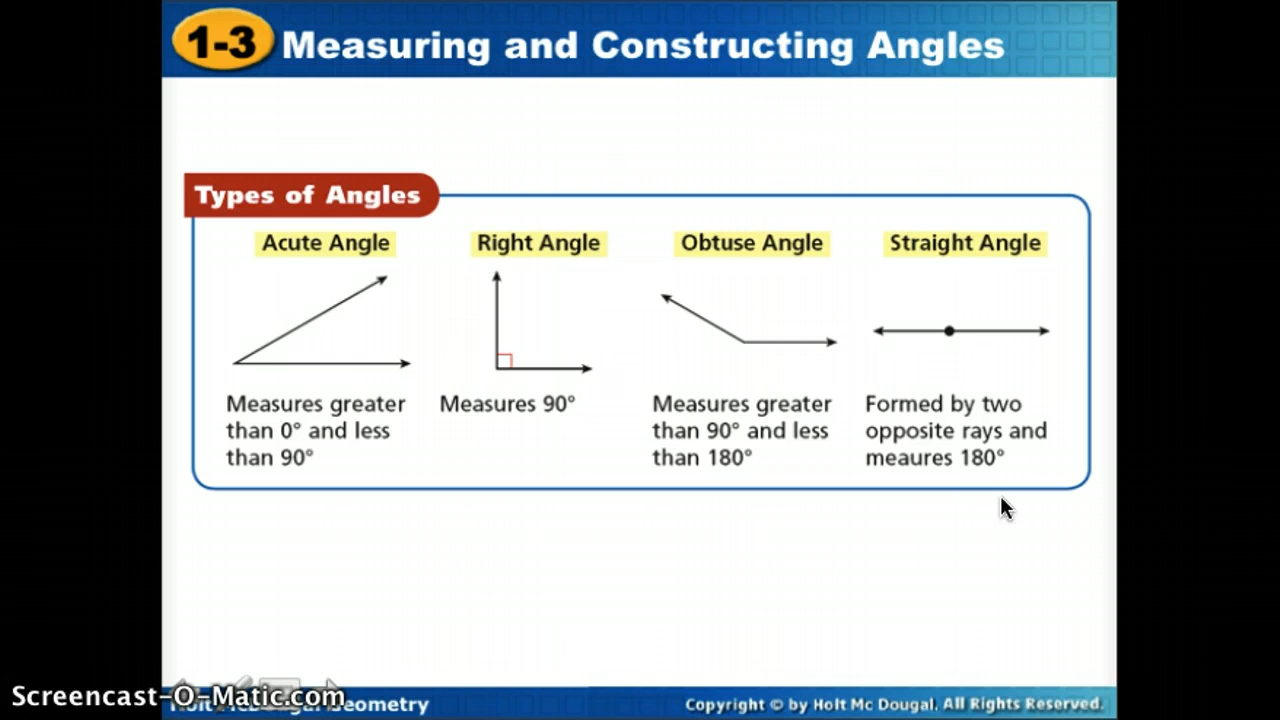 1-3 Measuring and Constructing Angles
Types of Angles
Acute Angle
Measures greater
than 0° and less
than 90°
Right Angle
Measures 90°
Obtuse Angle
Measures greater
than 90° and less
than 180°
Straight Angle
Formed by two
opposite rays and
meaures 180°
Screencast-O-Matic.com
Holt McDougal Geometry
Copyright © by Holt Mc Dougal. All Rights Reserved.